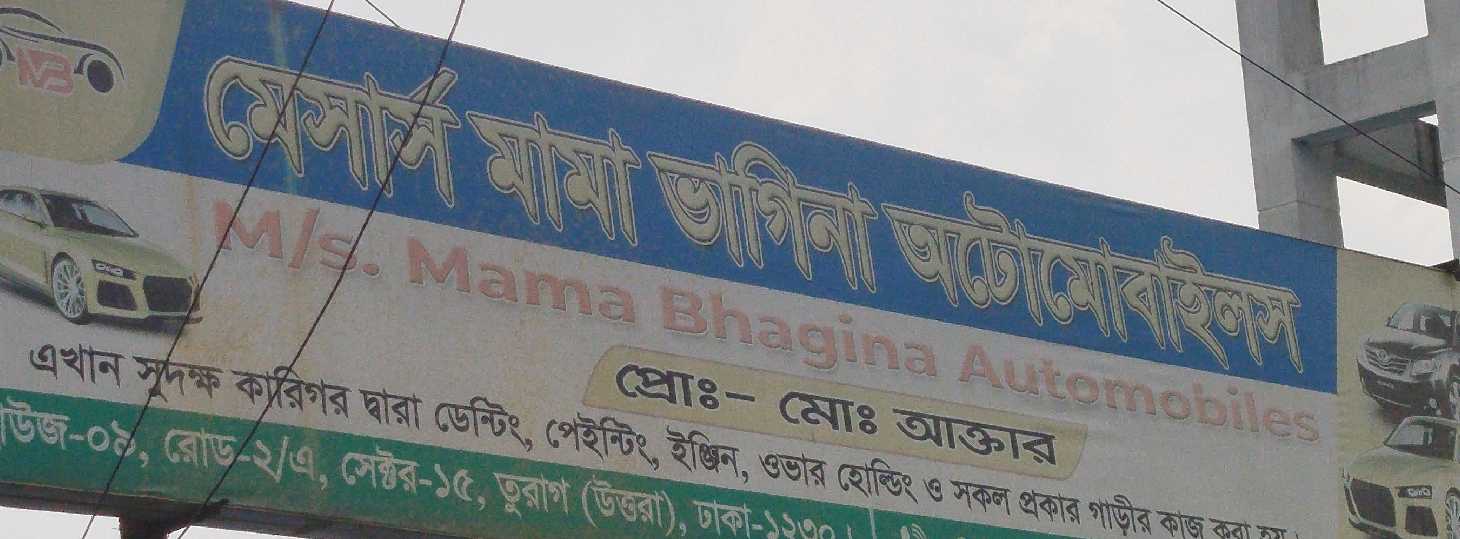 MB
মেসার্স মামা ভাগিনা অটোমোবাইলস
M/s. Mama Bhagina Automobiles
প্রোঃ- মোঃ আক্তার
এখান সুদক্ষ কারিগর দ্বারা ডেন্টিং, পেইন্টিং, ইঞ্জিন, ওভার হোল্ডিং ও সকল প্রকার গাড়ীর কাজ করা হয়।
রোড-২/এ, সেক্টর-১৫, তুরাগ (উত্তরা), ঢাকা-১২৩০।